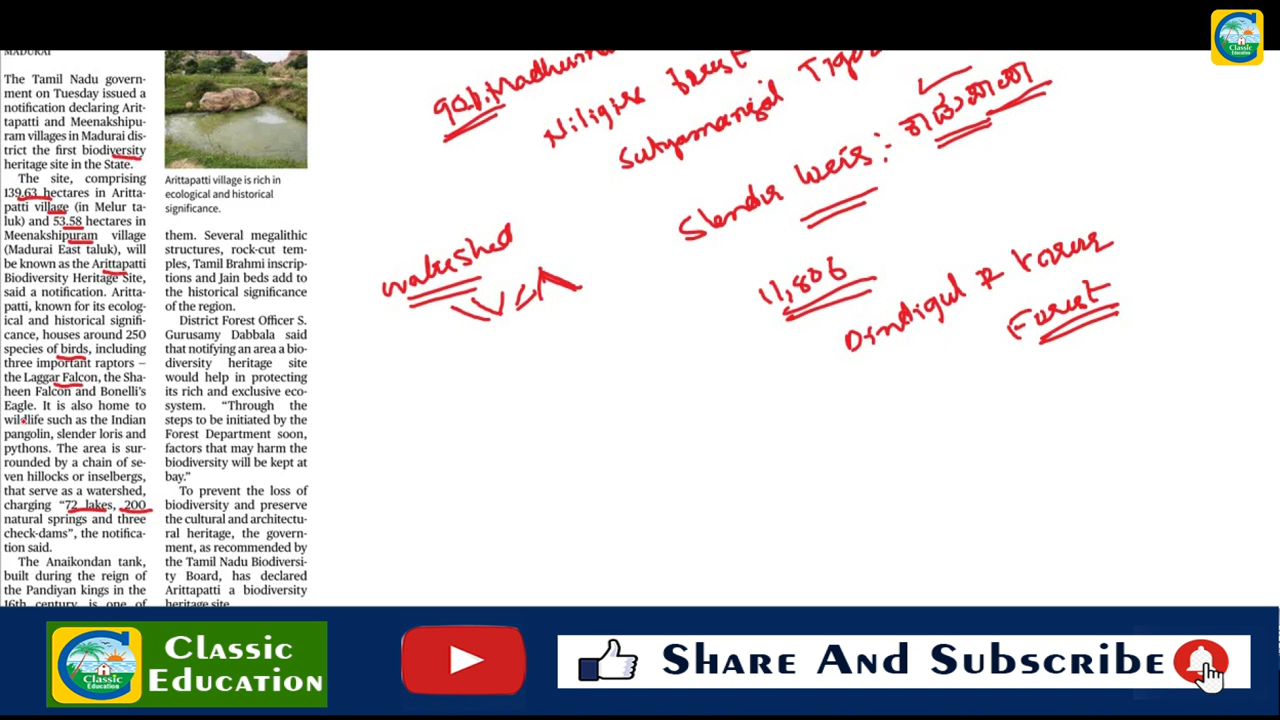 MADURAI
The Tamil Nadu govern-
ment on Tuesday issued a
notification declaring Arit-
tapatti and Meenakshipu-
ram villages in Madurai dis-
trict the first biodiversity
heritage site in the State.
The site, comprising
139.63 hectares in Aritta-
patti village (in Melur ta-
luk) and 53.58 hectares in
Meenakshipuram village
(Madurai East taluk), will
be known as the Arittapatti
Biodiversity Heritage Site,
said a notification. Aritta-
patti, known for its ecolog-
ical and historical signifi-
cance, houses around 250
species of birds, including
three important raptors –
the Laggar Falcon, the Sha-
heen Falcon and Bonelli's
Eagle. It is also home to
wildlife such as the Indian
pangolin, slender loris and
pythons. The area is sur-
rounded by a chain of se-
ven hillocks or inselbergs,
that serve as a watershed,
charging “72 lakes, 200
natural springs and three
check-dams”, the notifica-
tion said.
The Anaikondan tank,
built during the reign of
the Pandiyan kings in the
16th century, is one of
Arittapatti village is rich in
ecological and historical
significance.
them. Several megalithic
structures, rock-cut tem-
ples, Tamil Brahmi inscrip-
tions and Jain beds add to
the historical significance
of the region.
District Forest Officer S.
Gurusamy Dabbala said
that notifying an area a bio-
diversity heritage site
would help in protecting
its rich and exclusive eco-
system. “Through the
steps to be initiated by the
Forest Department soon,
factors that may harm the
biodiversity will be kept at
bay.”
To prevent the loss of
biodiversity and preserve
the cultural and architectu-
ral heritage, the govern-
ment, as recommended by
the Tamil Nadu Biodiversi-
ty Board, has declared
Arittapatti a biodiversity
heritage site.
Slender
watershed
11,806
Dindigul
Forest
Classic
Education
Classic
Education
Classic
Education
Share And Subscribe